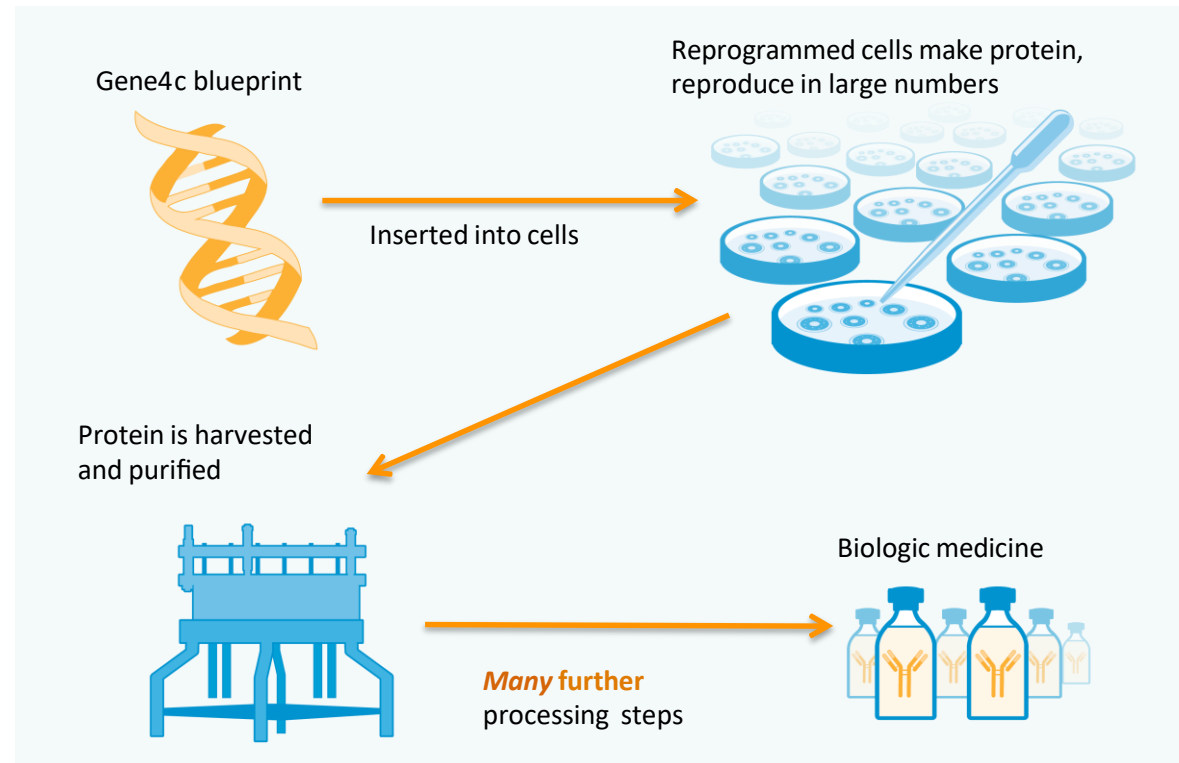 Gene4c blueprint
Reprogrammed cells make protein,
reproduce in large numbers
Inserted into cells
Protein is harvested
and purified
Biologic medicine
Many further
processing steps